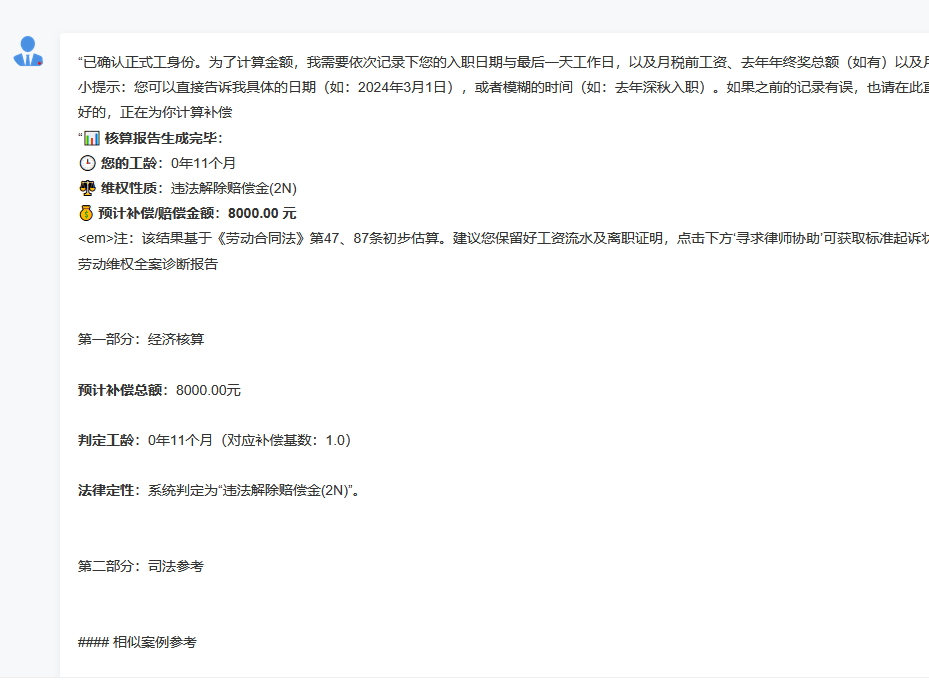 “已确认正式工身份。为了计算金额，我需要依次记录下您的入职日期与最后一天工作日，以及月税前工资、去年年终奖总额（如有）以及
小提示：您可以直接告诉我具体的日期（如：2024年3月1日），或者模糊的时间（如：去年深秋入职）。如果之前的记录有误，也请在此
好的，正在为你计算补偿
“📊 核算报告生成完毕：
🕒 您的工龄：0年11个月
⚖️ 维权性质：违法解除赔偿金(2N)
💰 预计补偿/赔偿金额：8000.00 元
<em>注：该结果基于《劳动合同法》第47、87条初步估算。建议您保留好工资流水及离职证明，点击下方‘寻求律师协助’可获取标准起诉状
劳动维权全案诊断报告
第一部分：经济核算
预计补偿总额：8000.00元
判定工龄：0年11个月（对应补偿基数：1.0）
法律定性：系统判定为“违法解除赔偿金(2N)”。
第二部分：司法参考
#### 相似案例参考